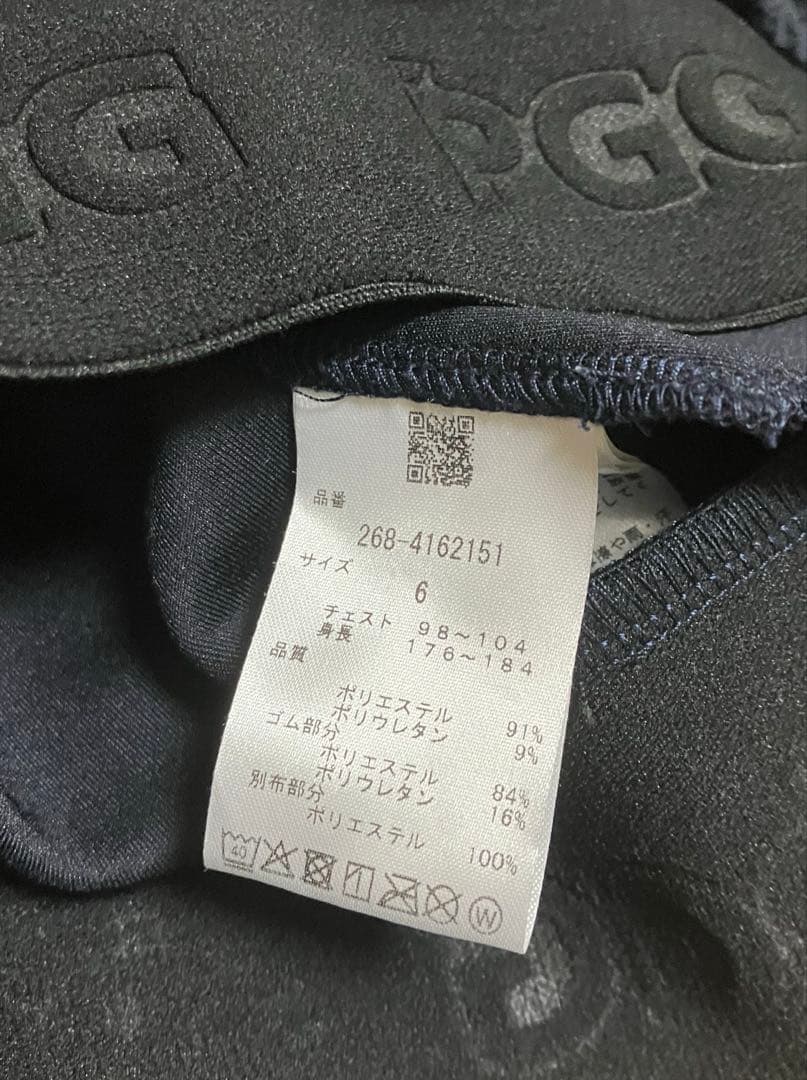 PGG
品番
268-4162151
サイズ
6
チェスト 98～104
身長 176～184
品質
ポリエステル 91%
ポリウレタン 9%
ゴム部分
ポリエステル 84%
ポリウレタン 16%
別布部分
ポリエステル 100%
40
W